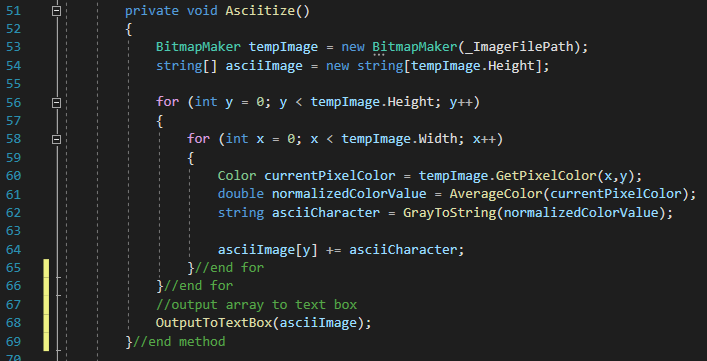 51 private void Asciitize()
52 {
53 BitmapMaker tempImage = new BitmapMaker(_ImageFilePath);
54 string[] asciiImage = new string[tempImage.Height];
55
56 for (int y = 0; y < tempImage.Height; y++)
57 {
58 for (int x = 0; x < tempImage.Width; x++)
59 {
60 Color currentPixelColor = tempImage.GetPixelColor(x,y);
61 double normalizedColorValue = AverageColor(currentPixelColor);
62 string asciiCharacter = GrayToString(normalizedColorValue);
63
64 asciiImage[y] += asciiCharacter;
65 }//end for
66 }//end for
67 //output array to text box
68 OutputToTextBox(asciiImage);
69 }//end method
70